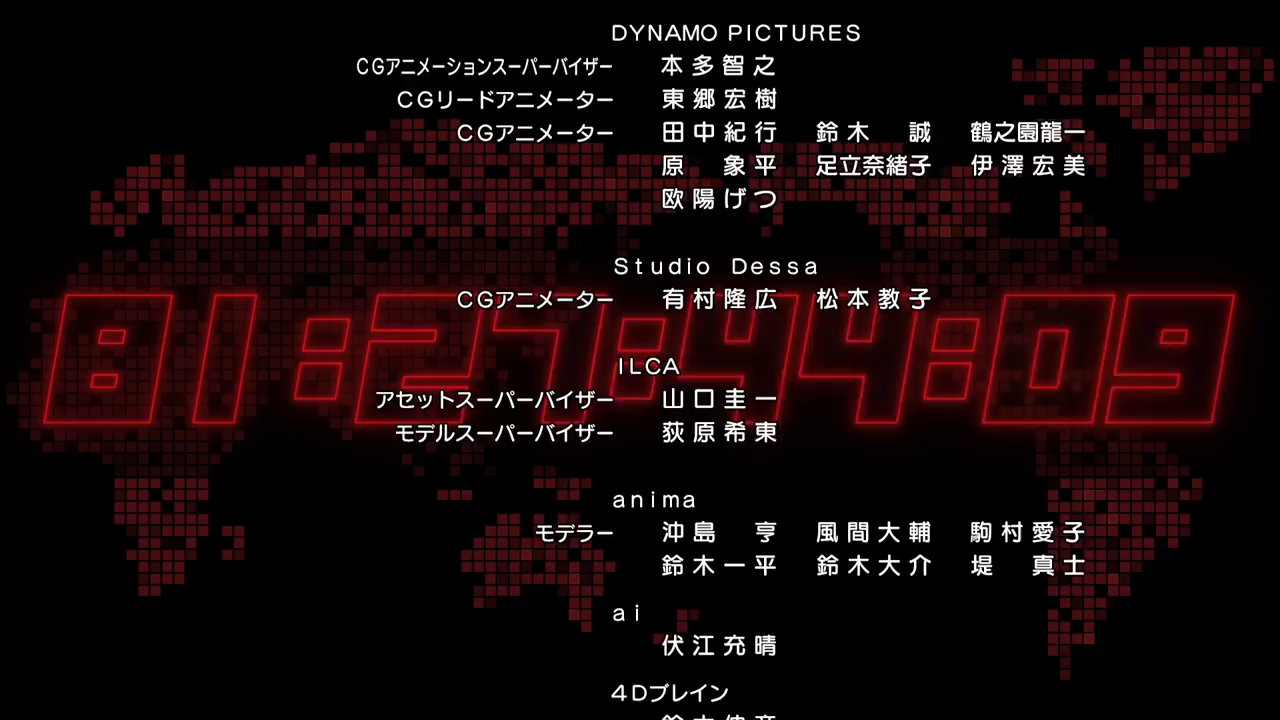 DYNAMO PICTURES
CGアニメーションスーパーバイザー 本多智之
CGリードアニメーター 東郷宏樹
CGアニメーター 田中紀行 鈴木 誠 鶴之園龍一
原 象平 足立奈緒子 伊澤宏美
欧陽げつ
Studio Dessa
CGアニメーター 有村隆広 松本教子
81:27:44:09
ILCA
アセットスーパーバイザー 山口圭一
モデルスーパーバイザー 荻原希東
anima
モデラー 沖島 亨 風間大輔 駒村愛子
鈴木一平 鈴木大介 堤 真士
ai
伏江充晴
4Dブレイン